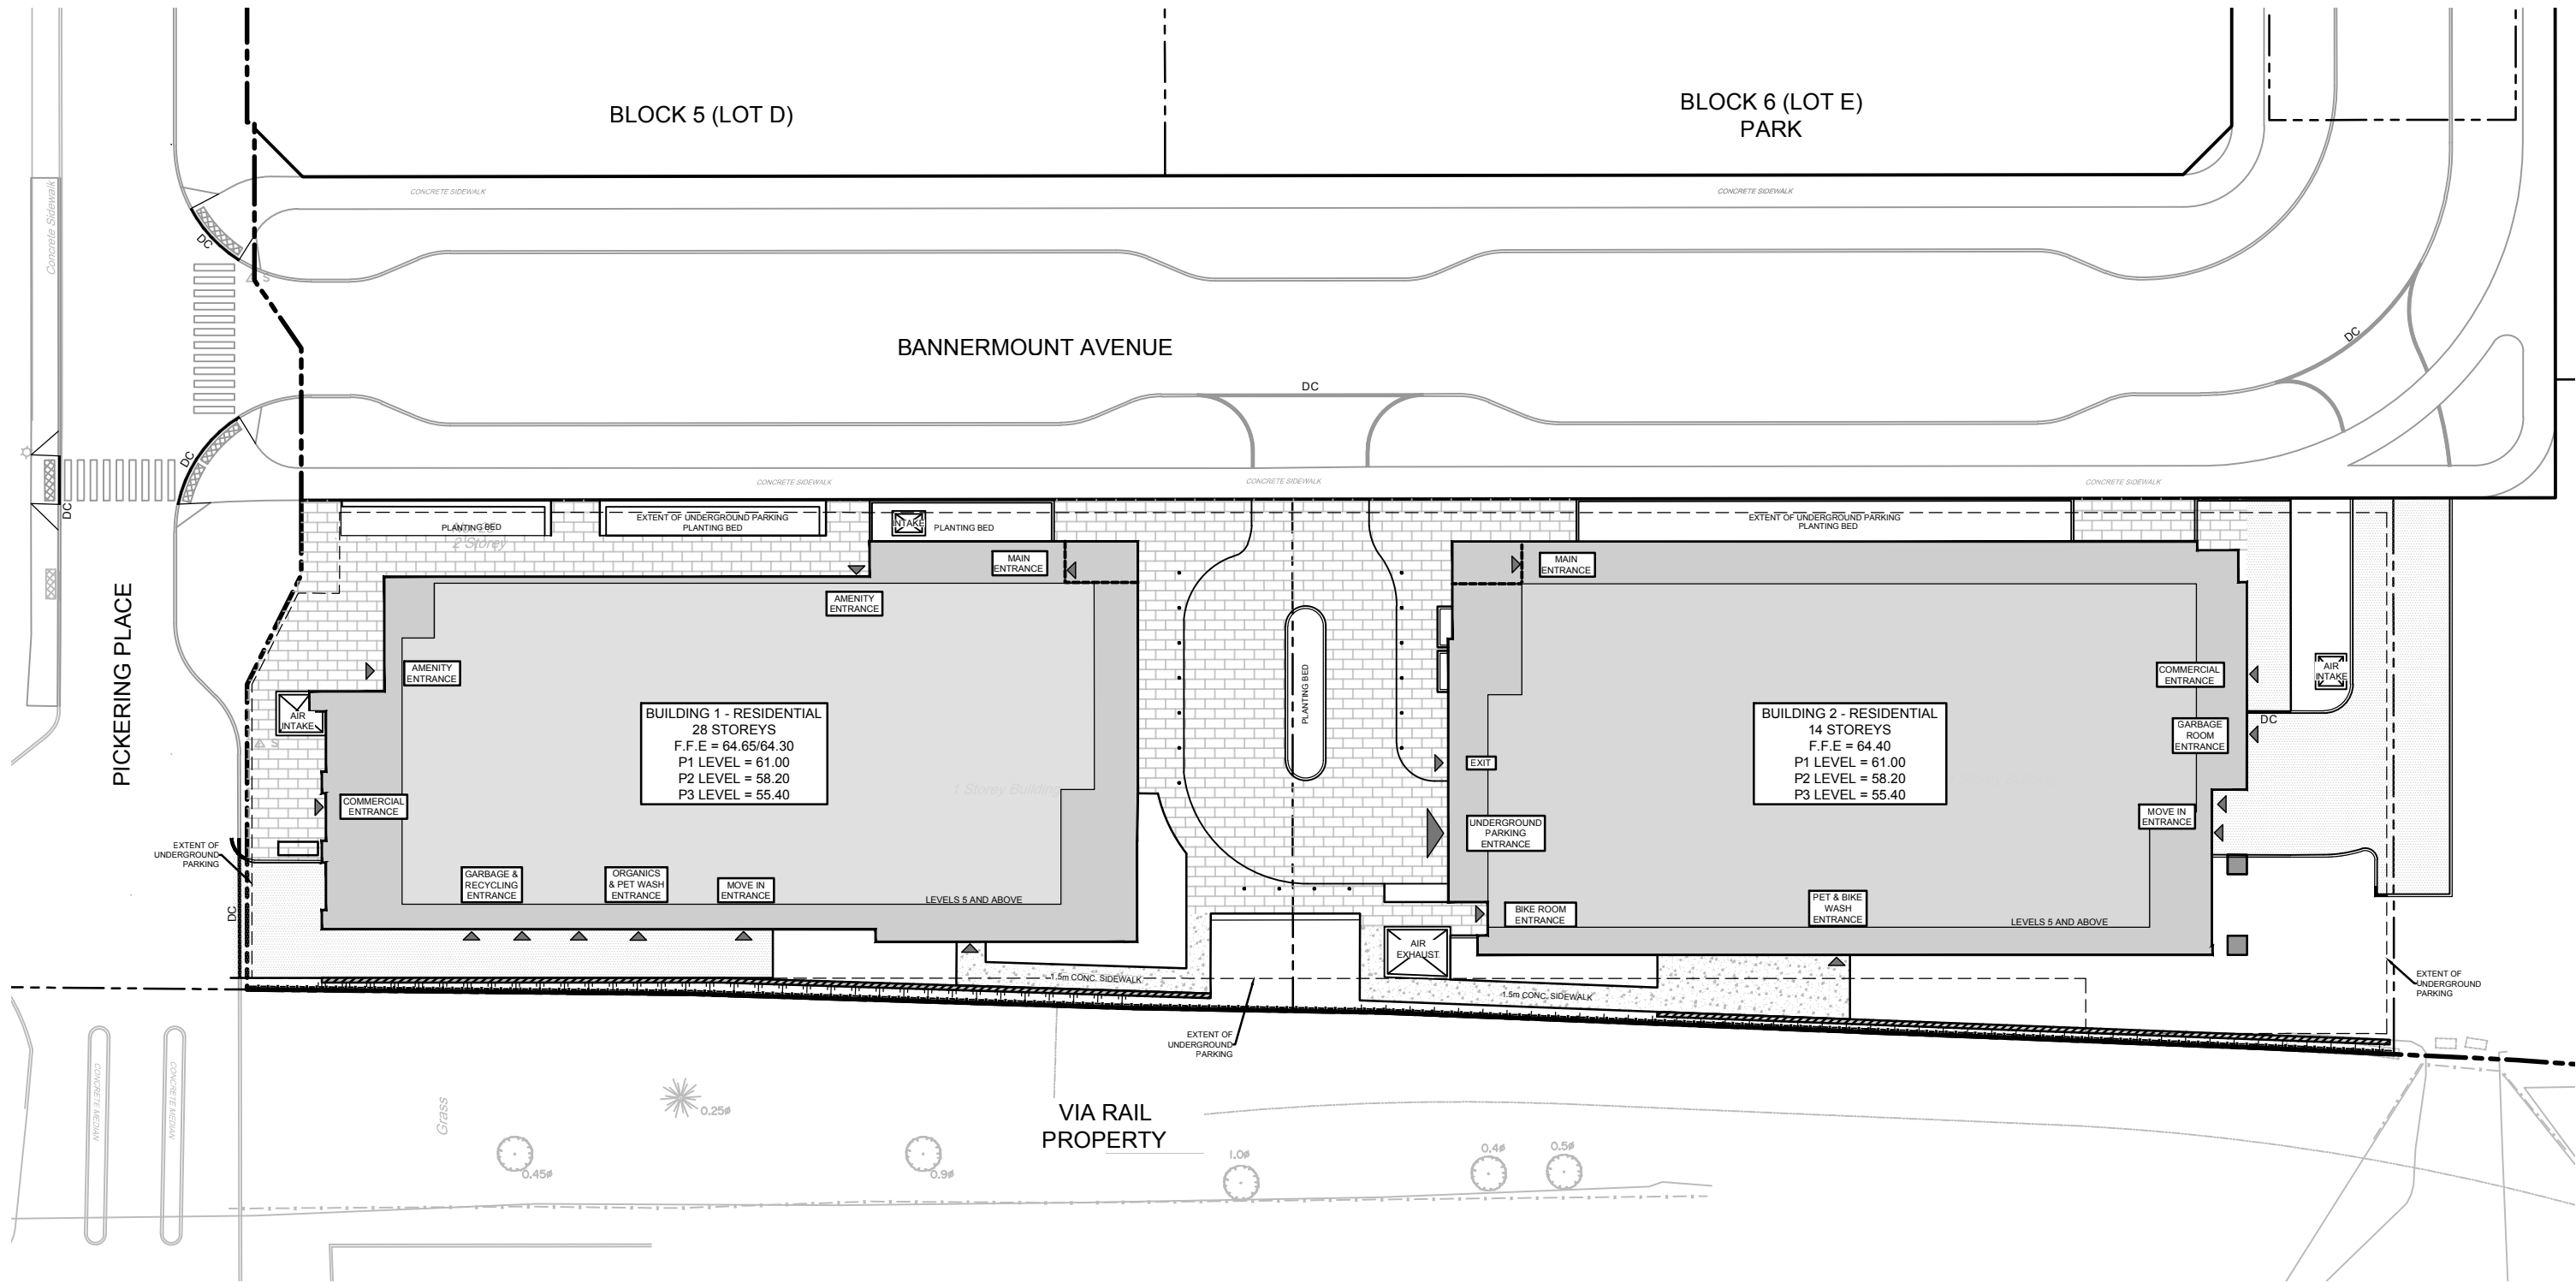 BLOCK 5 (LOT D)
BLOCK 6 (LOT E)
PARK
CONCRETE SIDEWALK
CONCRETE SIDEWALK
Concrete Sidewalk
DC
S
BANNERMOUNT AVENUE
DC
DC
DC
DC
CONCRETE SIDEWALK
CONCRETE SIDEWALK
CONCRETE SIDEWALK
PLANTING BED
2 Storey
EXTENT OF UNDERGROUND PARKING
PLANTING BED
INTAKE
PLANTING BED
EXTENT OF UNDERGROUND PARKING
PLANTING BED
MAIN
ENTRANCE
MAIN
ENTRANCE
AMENITY
ENTRANCE
AMENITY
ENTRANCE
PICKERING PLACE
AIR
INTAKE
S
BUILDING 1 - RESIDENTIAL
28 STOREYS
F.F.E = 64.65/64.30
P1 LEVEL = 61.00
P2 LEVEL = 58.20
P3 LEVEL = 55.40
1 Storey Building
PLANTING BED
BUILDING 2 - RESIDENTIAL
14 STOREYS
F.F.E = 64.40
P1 LEVEL = 61.00
P2 LEVEL = 58.20
P3 LEVEL = 55.40
COMMERCIAL
ENTRANCE
AIR
INTAKE
GARBAGE
ROOM
ENTRANCE
DC
EXIT
COMMERCIAL
ENTRANCE
UNDERGROUND
PARKING
ENTRANCE
MOVE IN
ENTRANCE
EXTENT OF
UNDERGROUND
PARKING
GARBAGE &
RECYCLING
ENTRANCE
ORGANICS
& PET WASH
ENTRANCE
MOVE IN
ENTRANCE
LEVELS 5 AND ABOVE
BIKE ROOM
ENTRANCE
PET & BIKE
WASH
ENTRANCE
LEVELS 5 AND ABOVE
DC
AIR
EXHAUST
1.5m CONC. SIDEWALK
1.5m CONC. SIDEWALK
EXTENT OF
UNDERGROUND
PARKING
EXTENT OF
UNDERGROUND
PARKING
CONCRETE MEDIAN
CONCRETE MEDIAN
Grass
0.25ø
VIA RAIL
PROPERTY
0.45ø
0.9ø
1.0ø
0.4ø
0.5ø